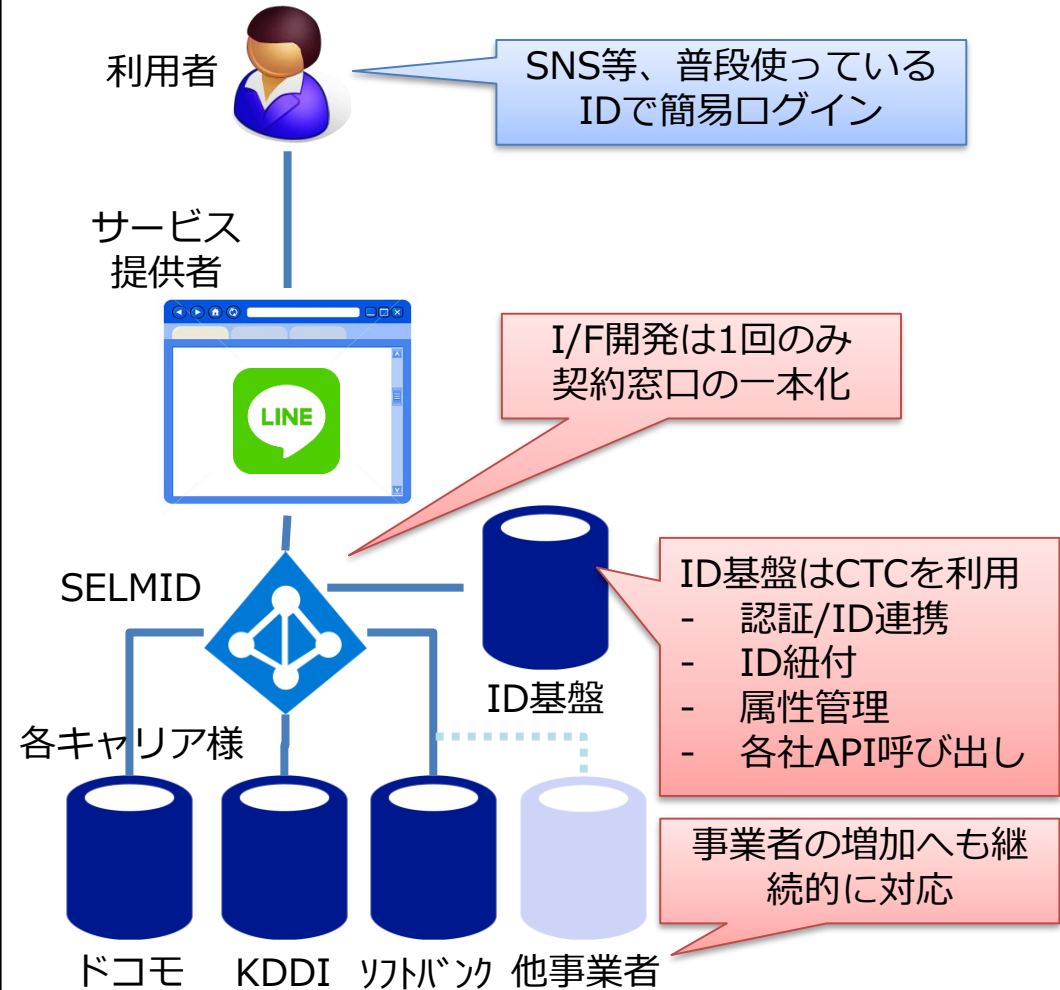 利用者
SNS等、普段使っている
IDで簡易ログイン
サービス
提供者
LINE
I/F開発は1回のみ
契約窓口の一本化
SELMID
ID基盤
ID基盤はCTCを利用
- 認証/ID連携
- ID紐付
- 属性管理
- 各社API呼び出し
各キャリア様
事業者の増加へも継
続的に対応
ドコモ
KDDI
ｿﾌﾄﾊﾞﾝｸ
他事業者